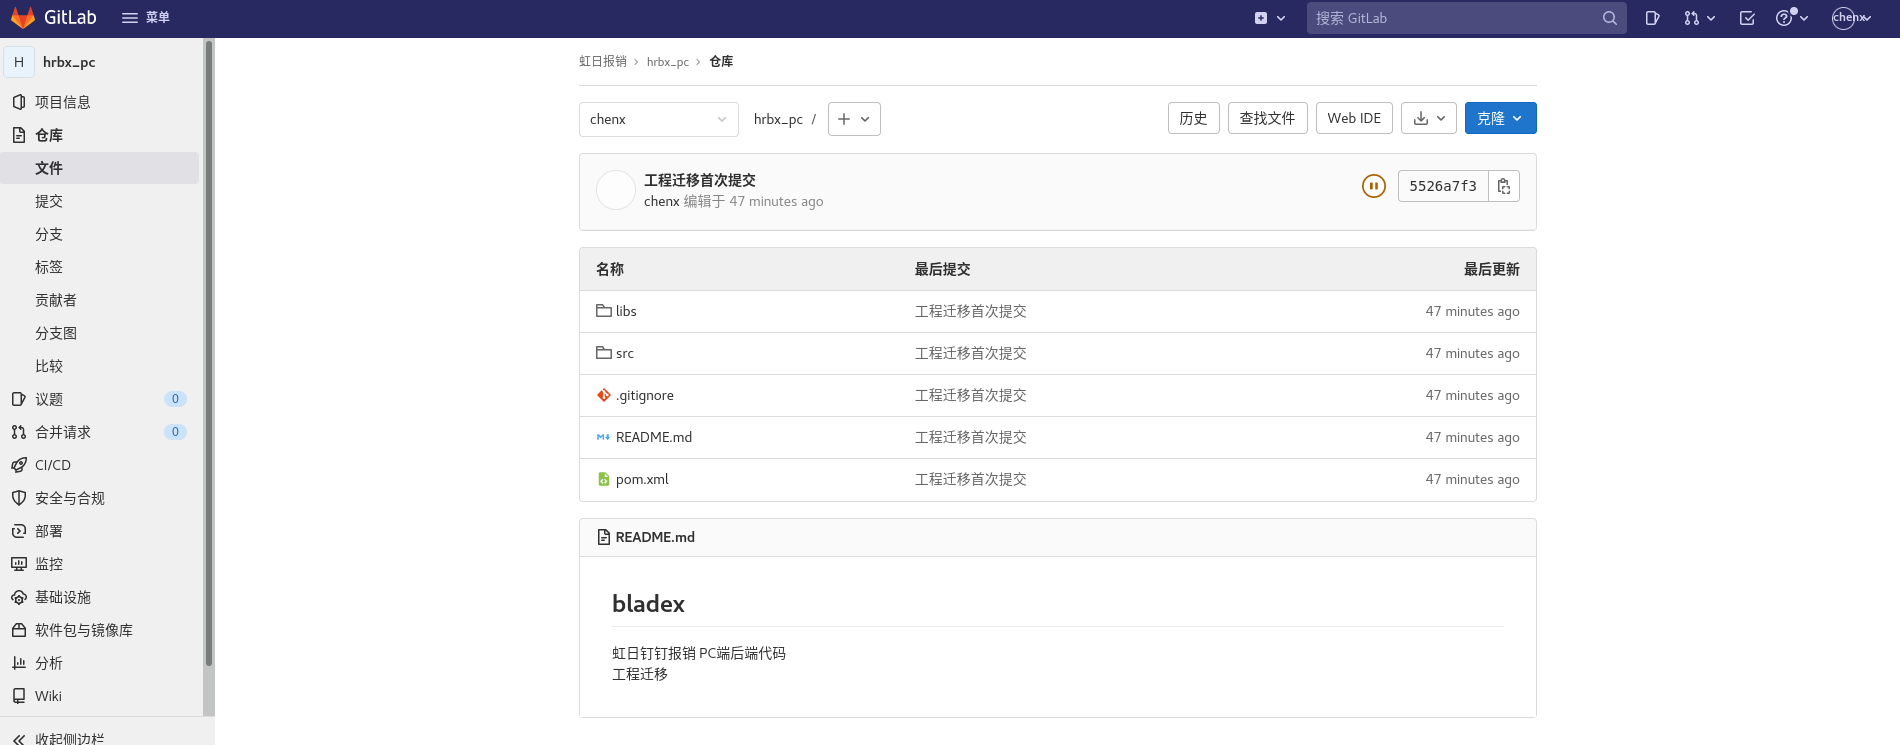 GitLab 菜单 搜索 GitLab chenx
H hrbx_pc
项目信息
仓库
文件
提交
分支
标签
贡献者
分支图
比较
议题 0
合并请求 0
CI/CD
安全与合规
部署
监控
基础设施
软件包与镜像库
分析
Wiki
收起侧边栏
虹日报销 › hrbx_pc › 仓库
chenx hrbx_pc / 历史 查找文件 Web IDE 克隆
工程迁移首次提交
chenx 编辑于 47 minutes ago 5526a7f3
名称 最后提交 最后更新
libs 工程迁移首次提交 47 minutes ago
src 工程迁移首次提交 47 minutes ago
.gitignore 工程迁移首次提交 47 minutes ago
README.md 工程迁移首次提交 47 minutes ago
pom.xml 工程迁移首次提交 47 minutes ago
README.md
bladex
虹日钉钉报销 PC端后端代码
工程迁移